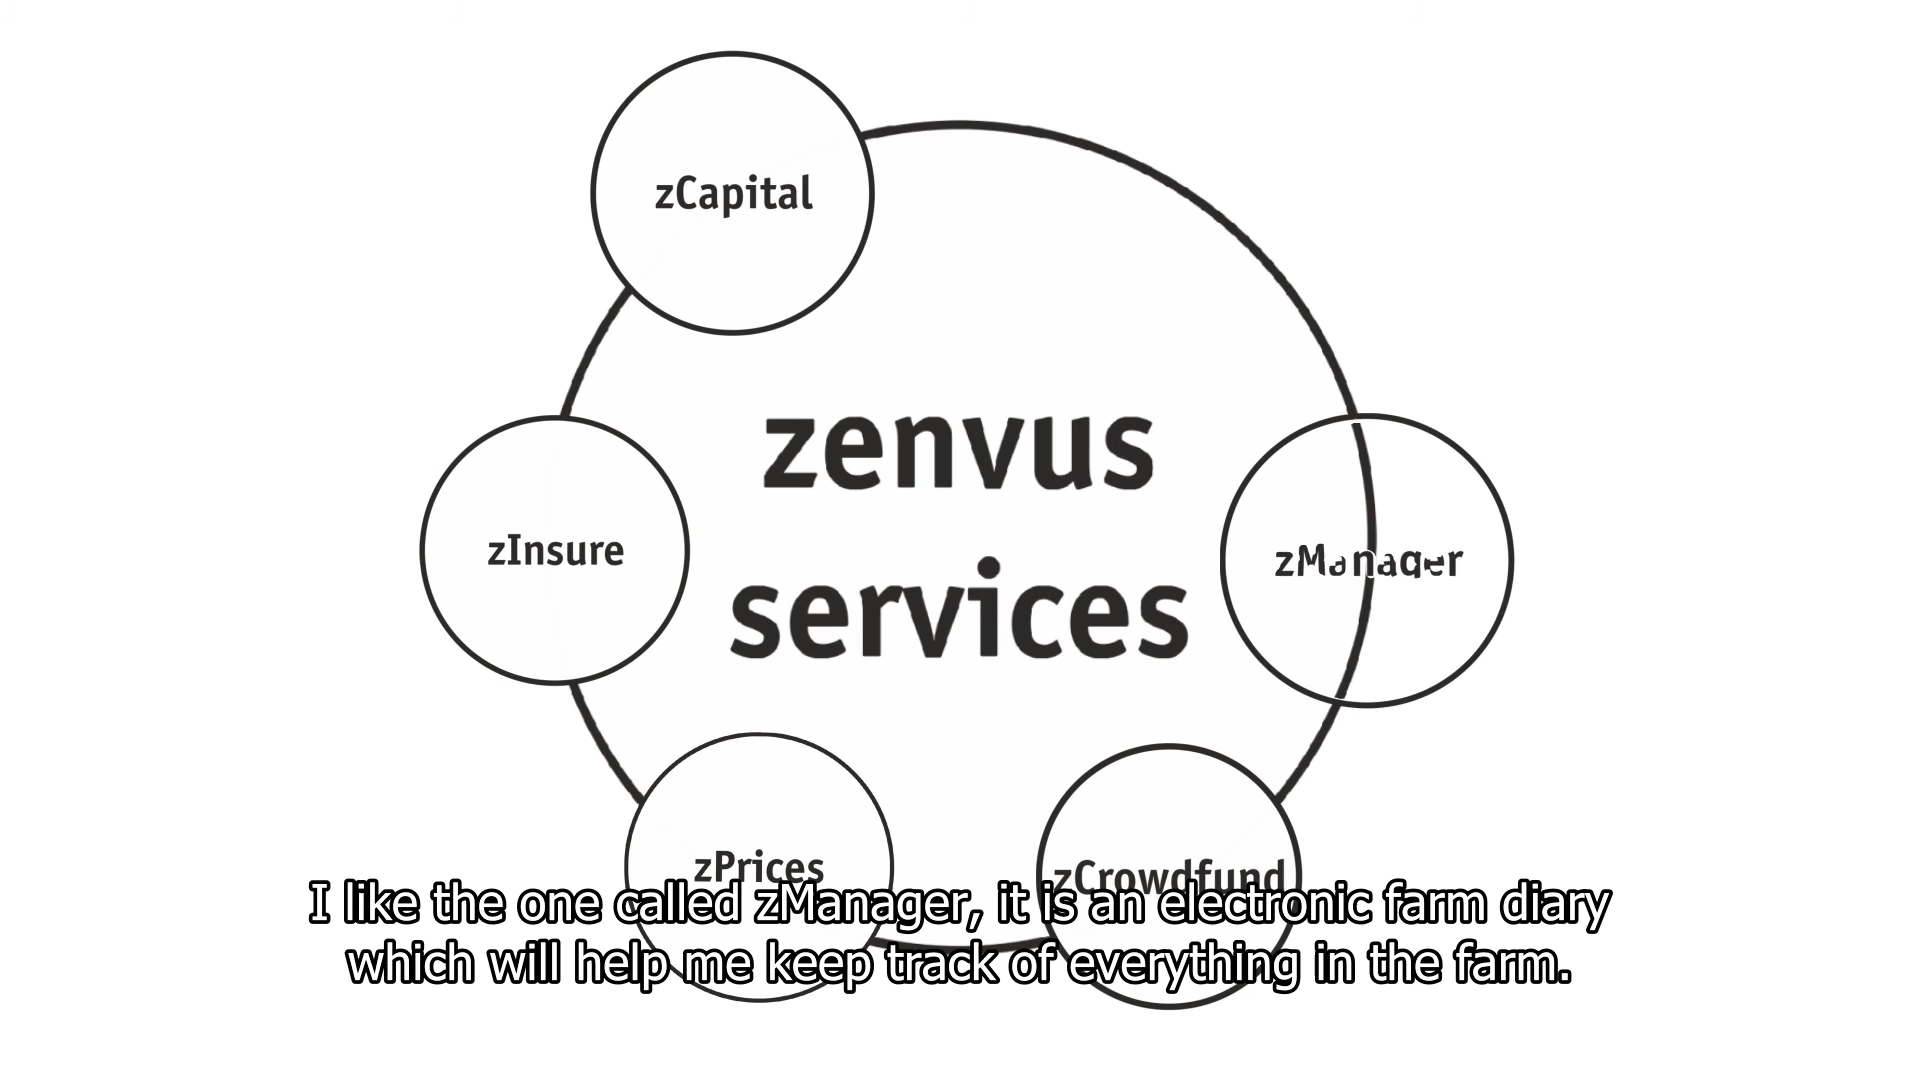 zCapital
zenvus
services
zInsure
zManager
zPrices
zCrowdfund
I like the one called zManager, it is an electronic farm diary
which will help me keep track of everything in the farm.